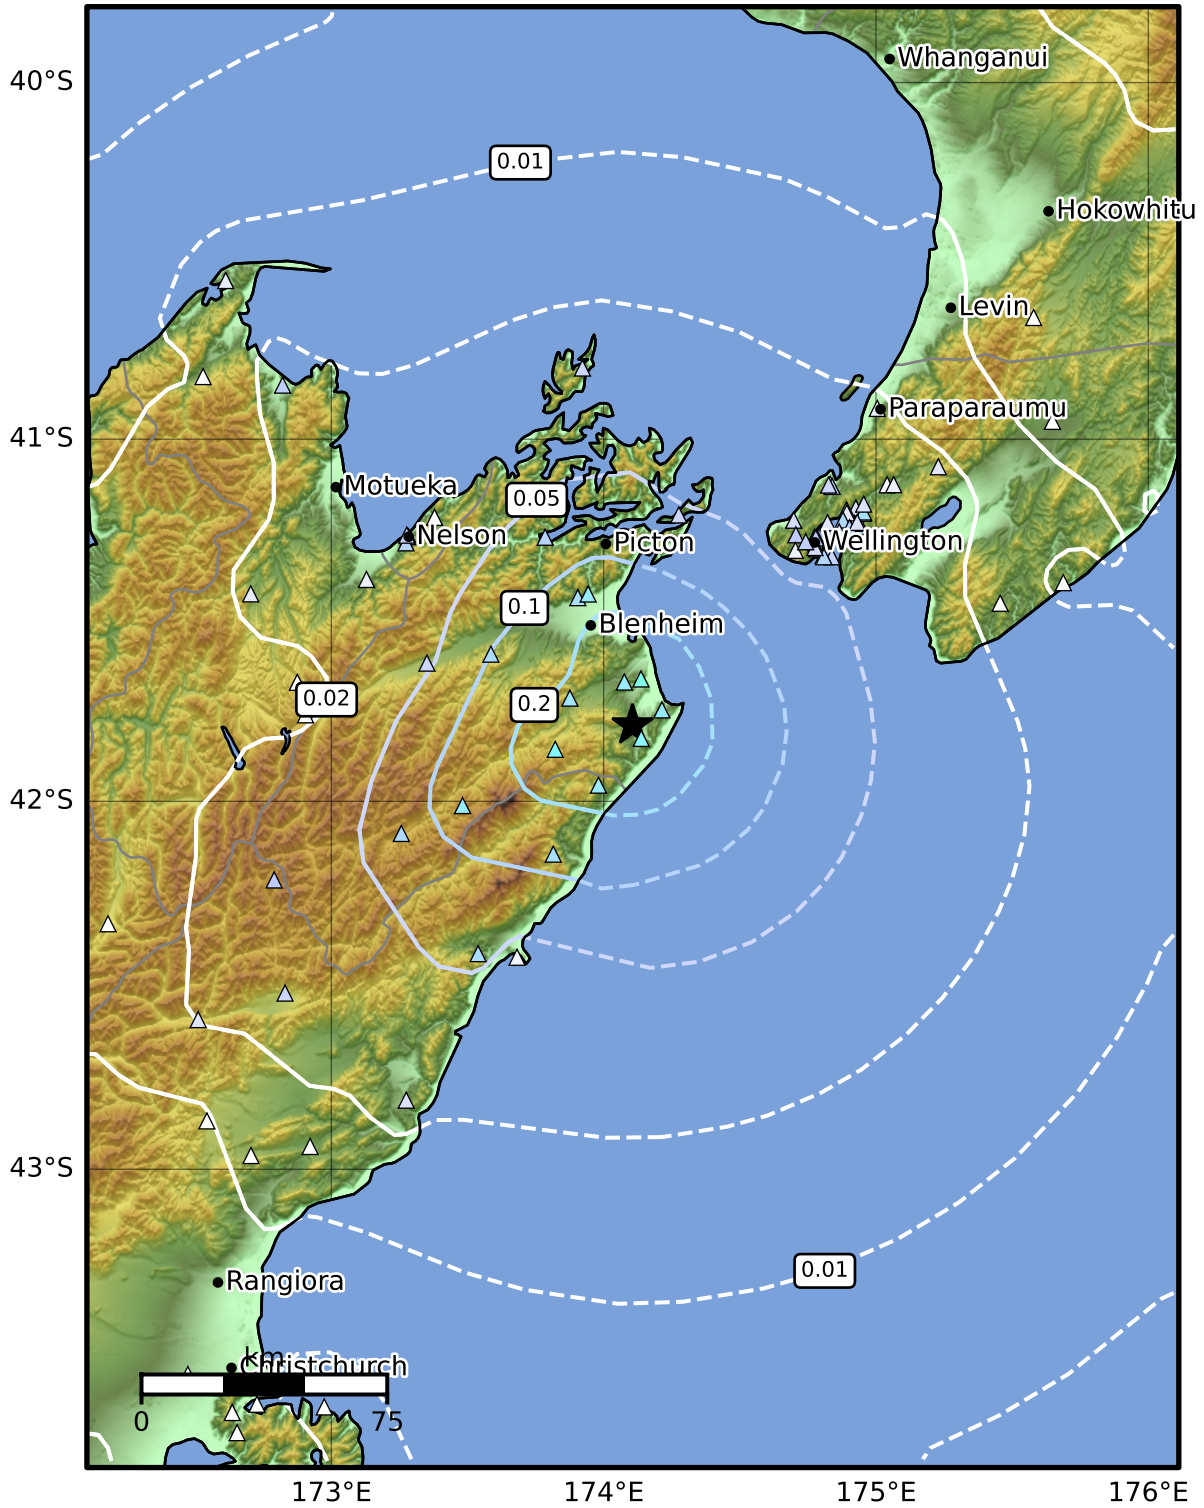 Whanganui
40°S
0.01
Hokowhitu
Levin
Paraparaumu
41°S
Motueka
0.05
Nelson
Picton
Wellington
0.1
Blenheim
0.02
0.2
42°S
43°S
0.01
Rangiora
km
Christchurch
0
75
173°E
174°E
175°E
176°E